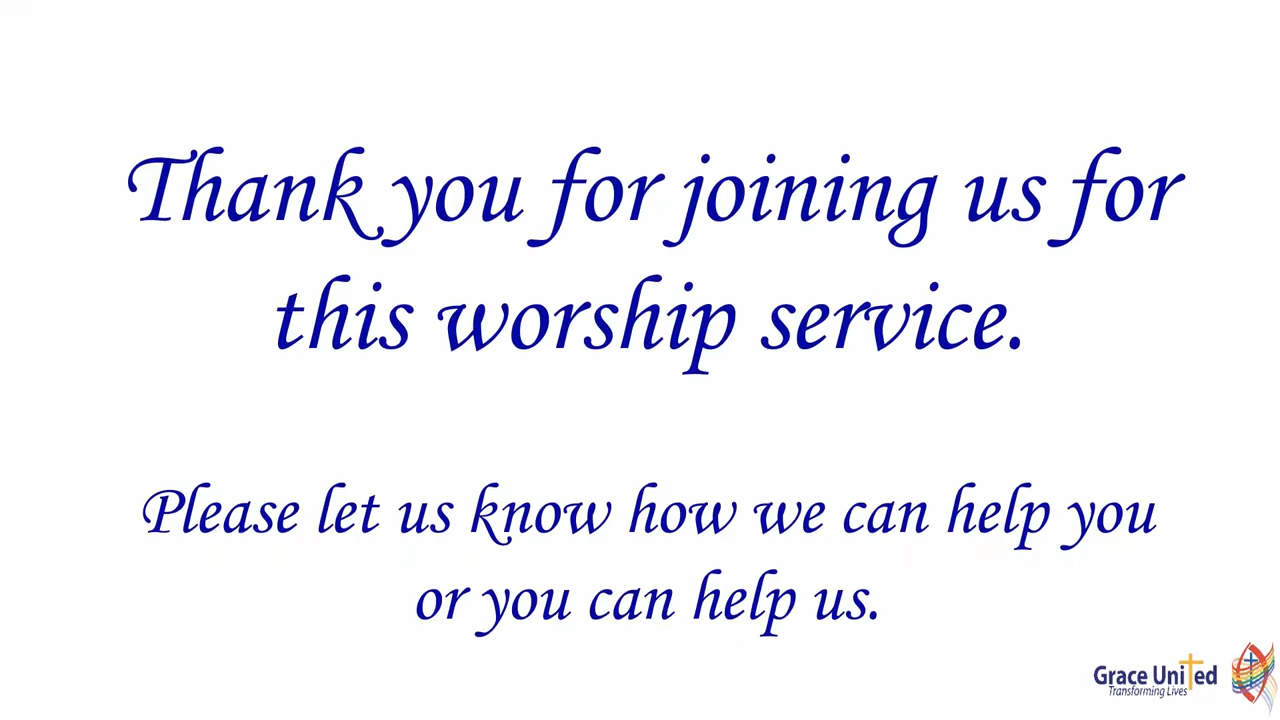 Thank you for joining us for
this worship service.
Please let us know how we can help you
or you can help us.
Grace United
Transforming Lives